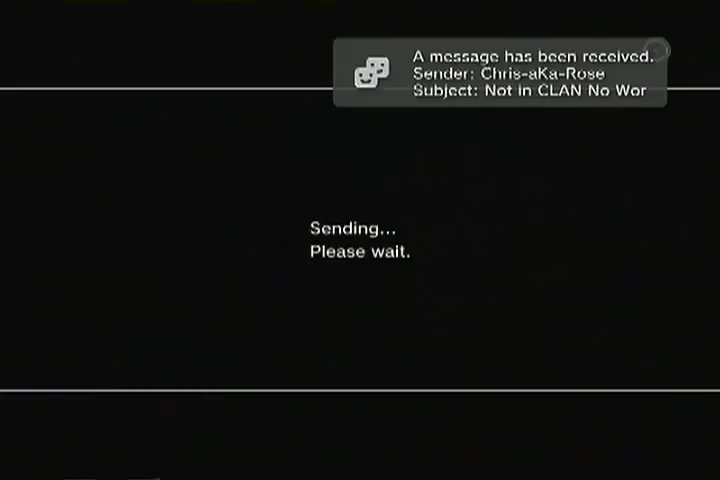 A message has been received.
Sender: Chris-aKa-Rose
Subject: Not in CLAN No Wor
Sending...
Please wait.